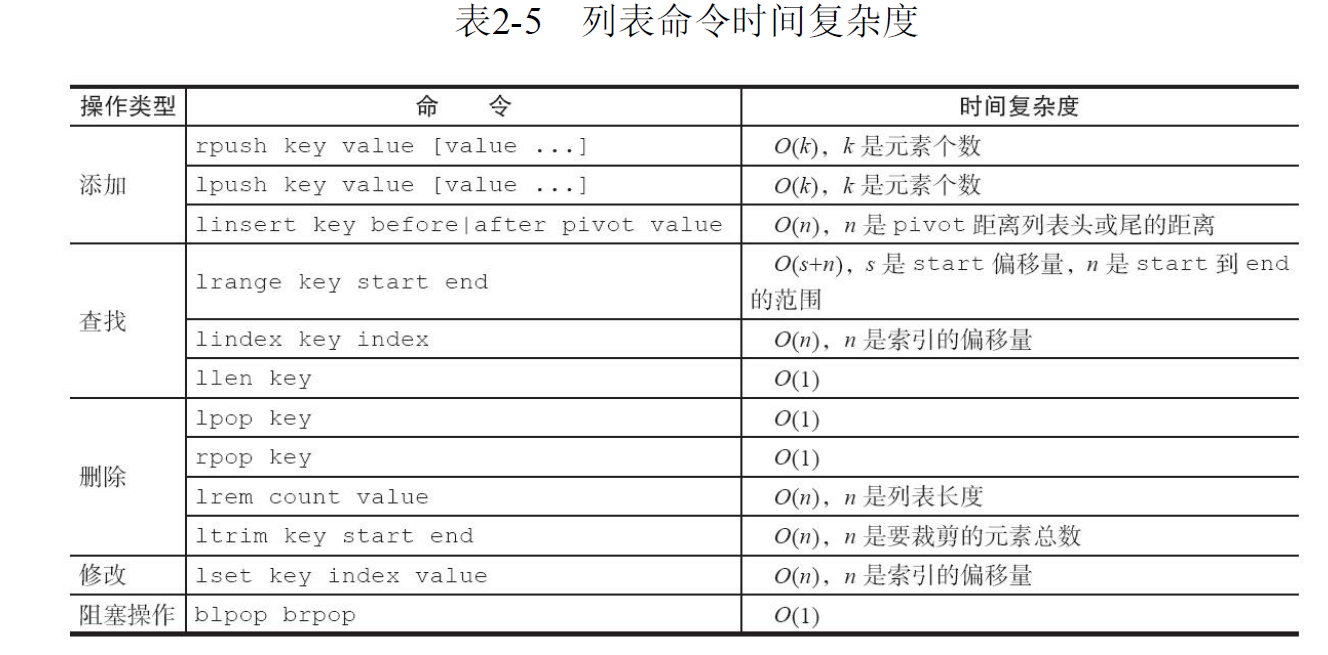 表2-5 列表命令时间复杂度
操作类型 命 令 时间复杂度
添加
rpush key value [value ...] O(k)，k 是元素个数
lpush key value [value ...] O(k)，k 是元素个数
linsert key before|after pivot value O(n)，n 是 pivot 距离列表头或尾的距离
查找
lrange key start end O(s+n)，s 是 start 偏移量，n 是 start 到 end
的范围
lindex key index O(n)，n 是索引的偏移量
llen key O(1)
删除
lpop key O(1)
rpop key O(1)
lrem count value O(n)，n 是列表长度
ltrim key start end O(n)，n 是要裁剪的元素总数
修改 lset key index value O(n)，n 是索引的偏移量
阻塞操作 blpop brpop O(1)